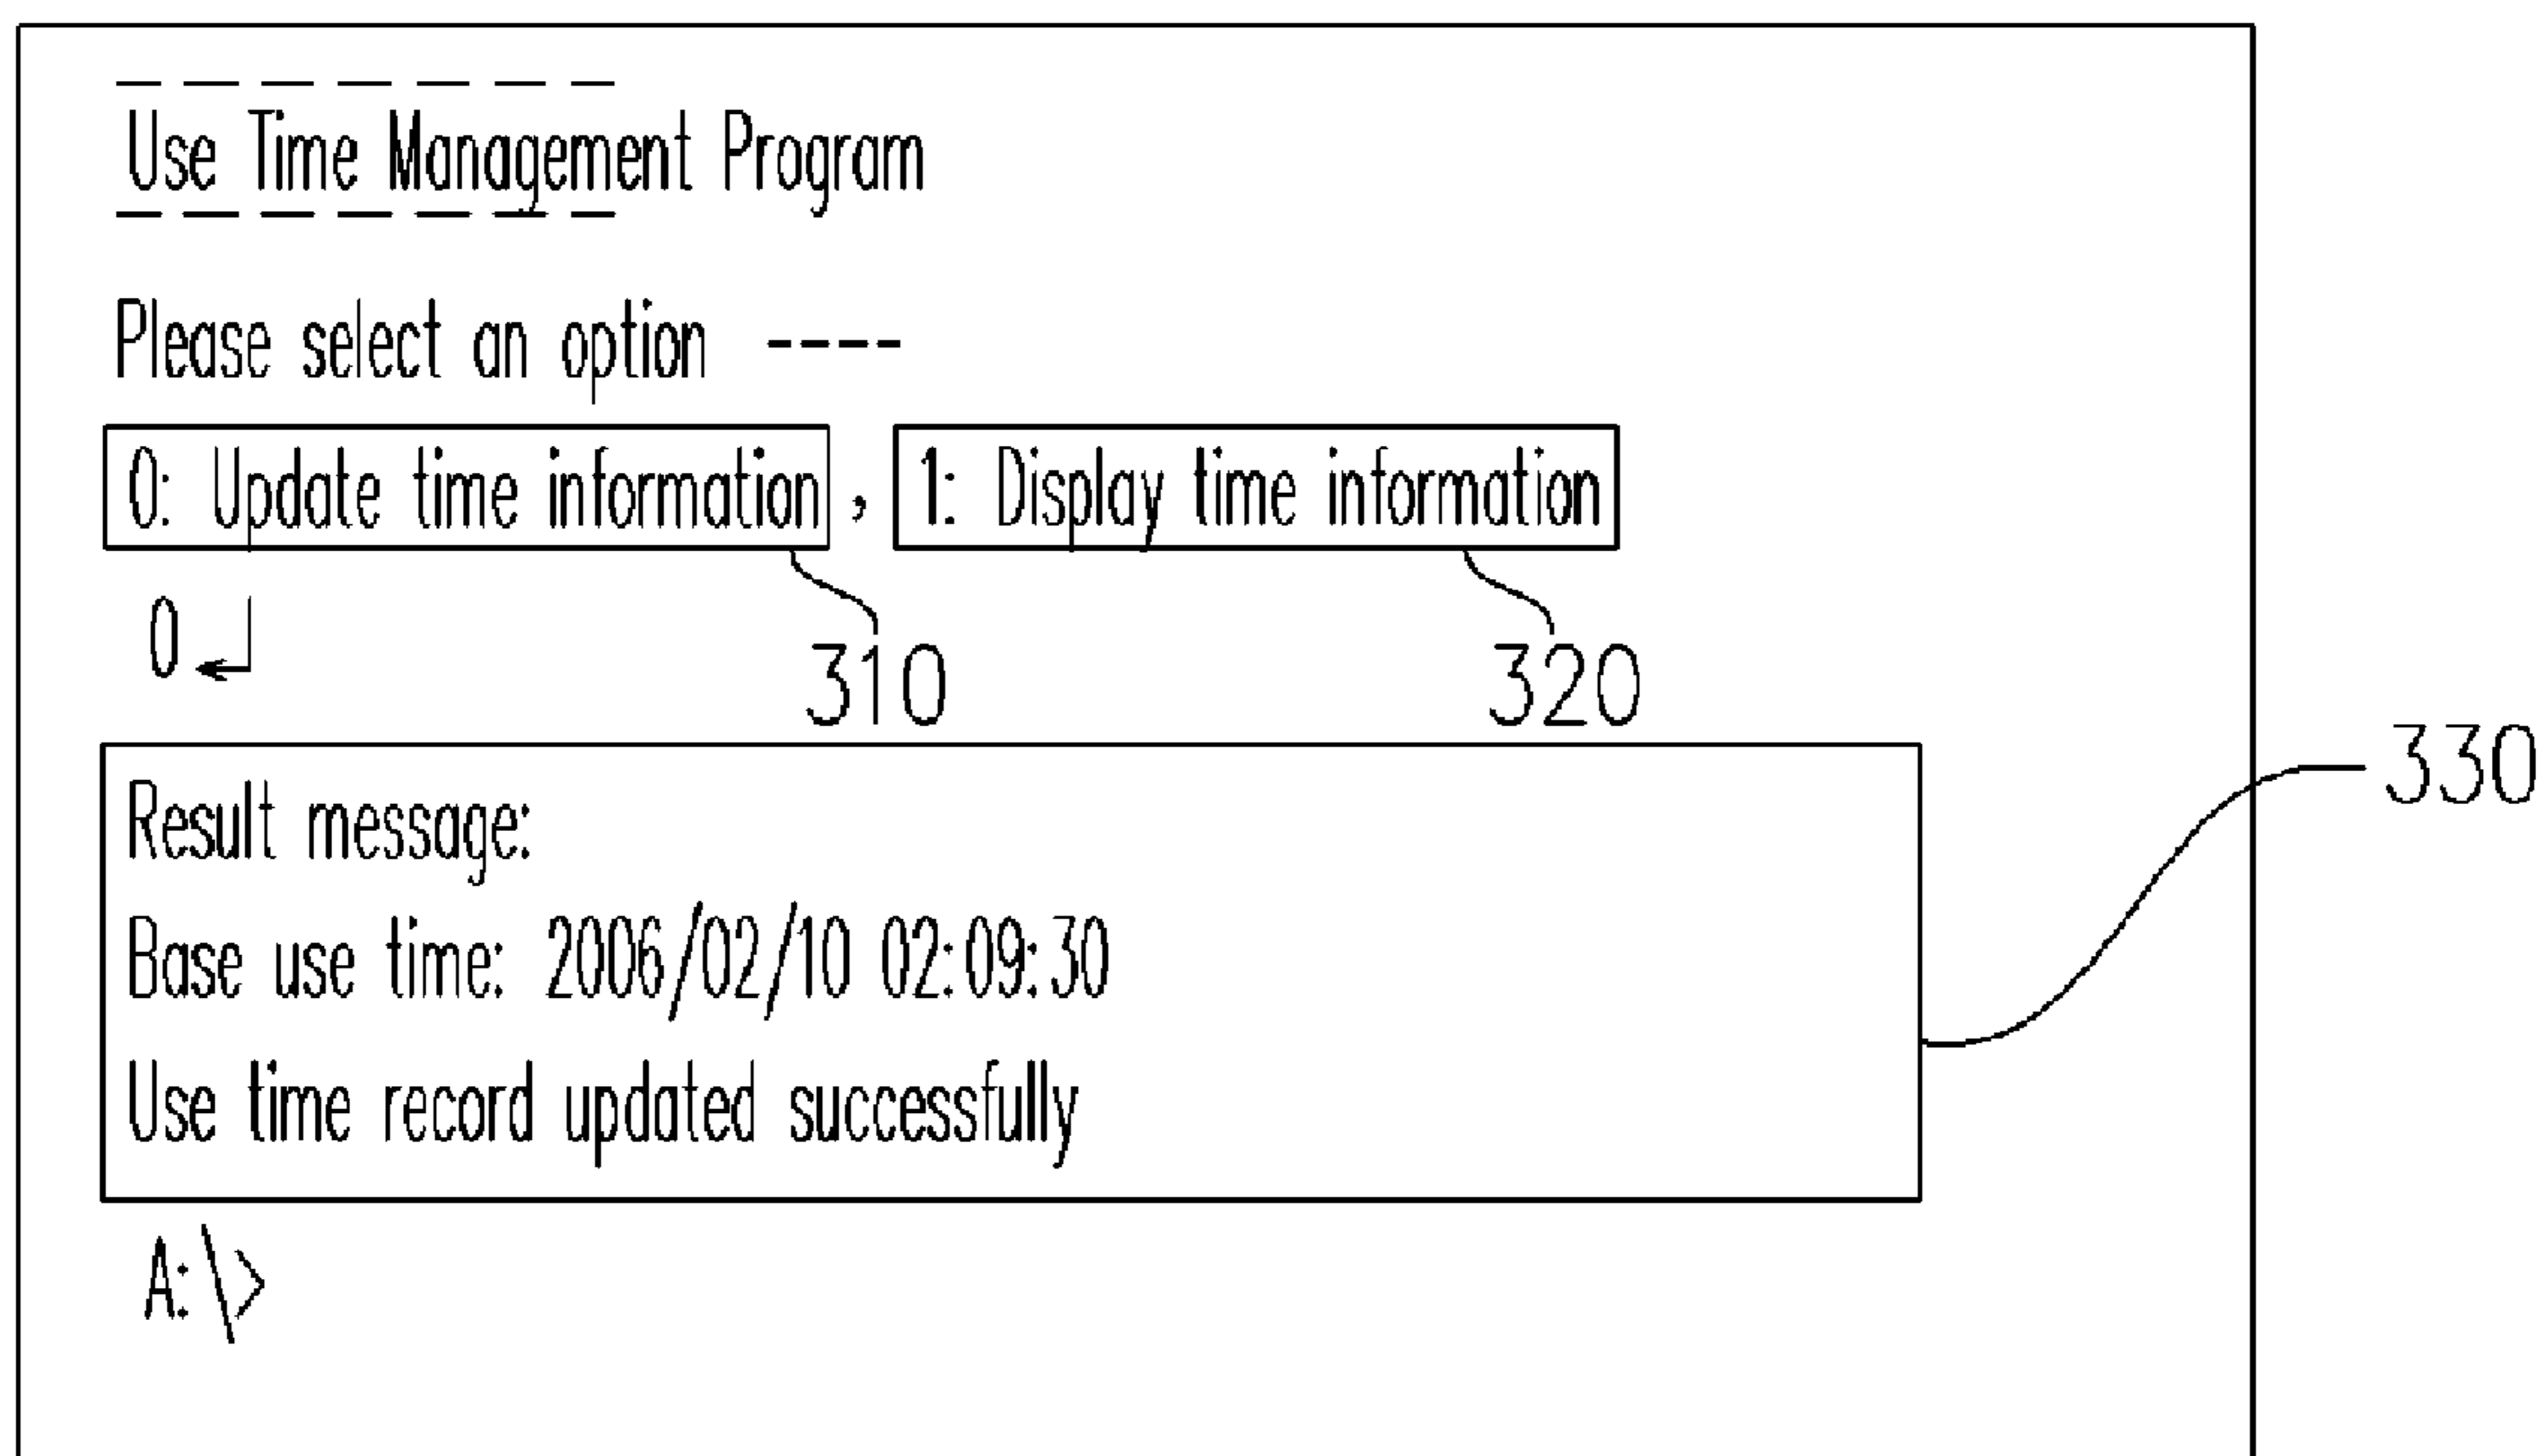 Use Time Management Program
Please select an option ----
0: Update time information , 1: Display time information
0
310 320
330
Result message:
Base use time: 2006/02/10 02:09:30
Use time record updated successfully
A:\>